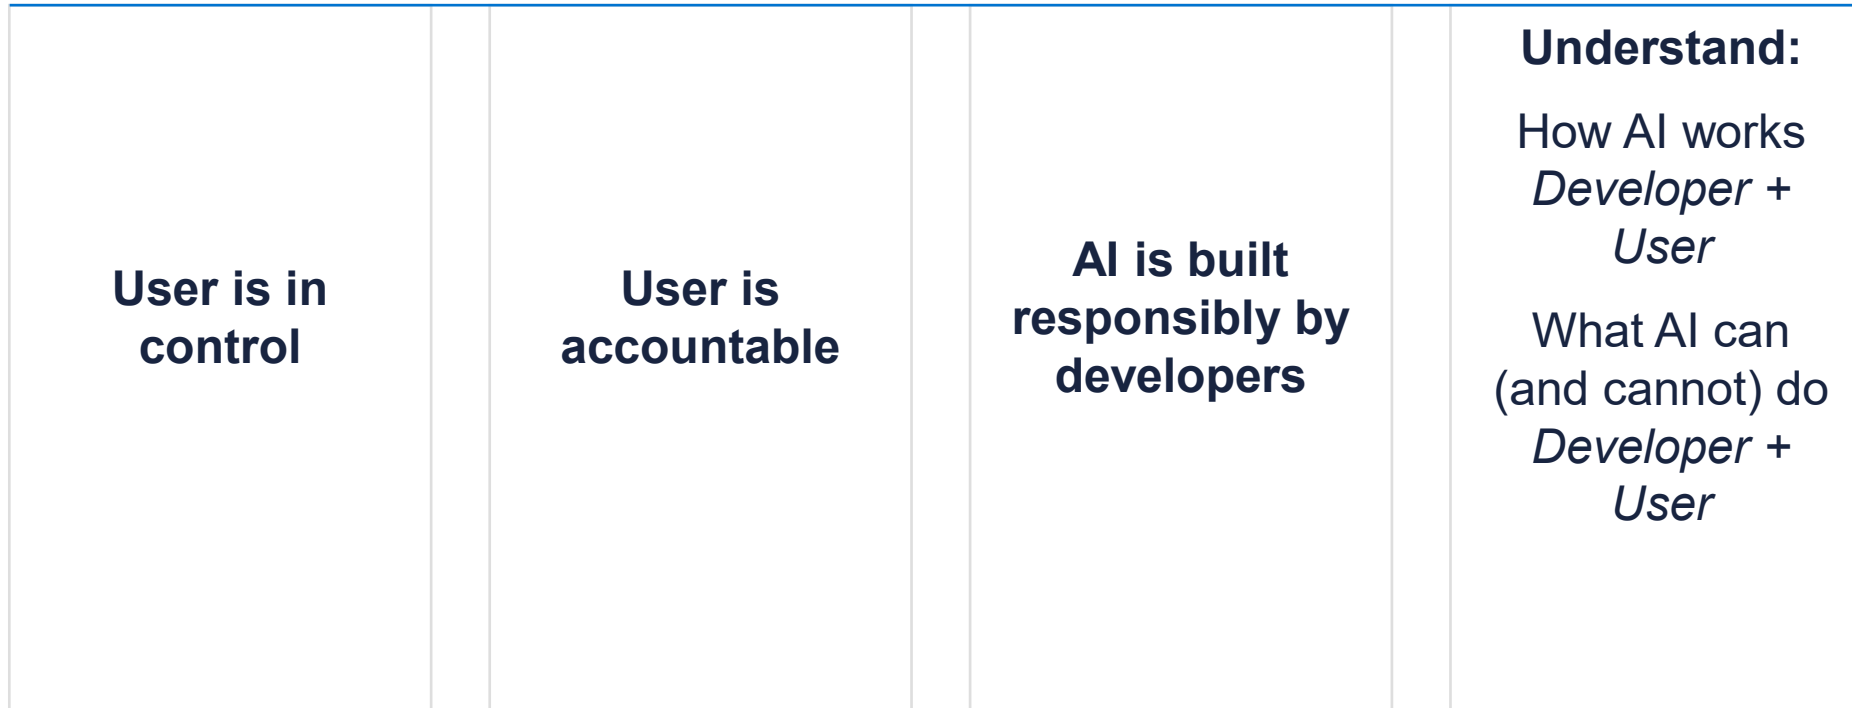 User is in
control
User is
accountable
AI is built
responsibly by
developers
Understand:
How AI works
Developer +
User
What AI can
(and cannot) do
Developer +
User